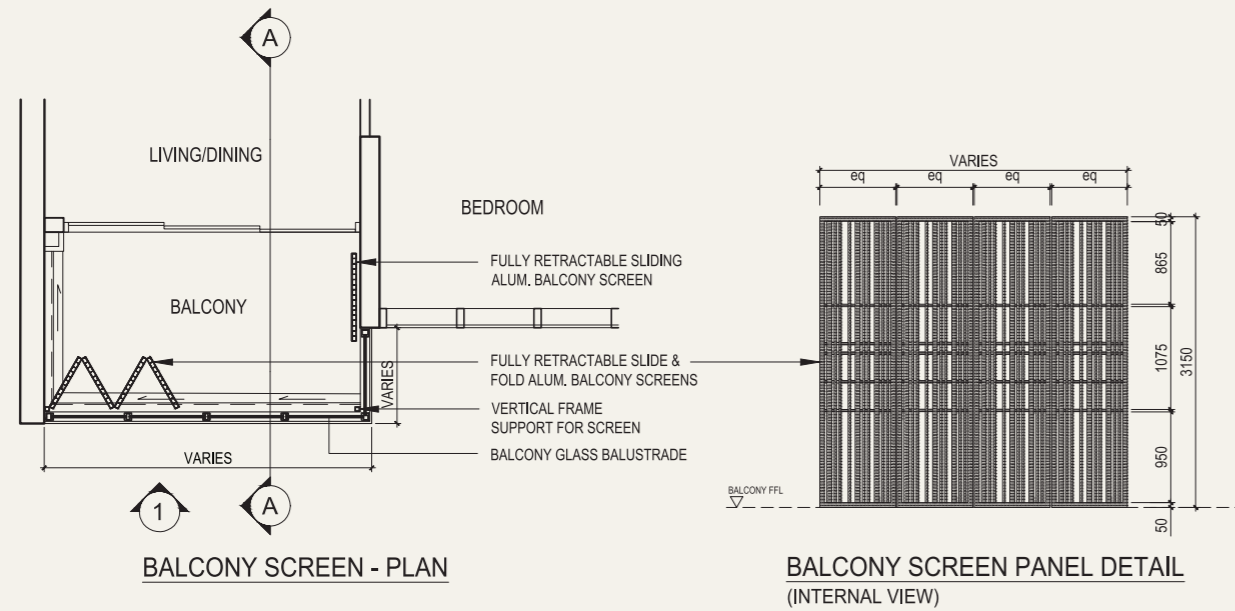 A
LIVING/DINING
BEDROOM
FULLY RETRACTABLE SLIDING
ALUM. BALCONY SCREEN
BALCONY
FULLY RETRACTABLE SLIDE &
FOLD ALUM. BALCONY SCREENS
VARIES
VERTICAL FRAME
SUPPORT FOR SCREEN
BALCONY GLASS BALUSTRADE
VARIES
1
A
BALCONY SCREEN - PLAN
VARIES
eq eq eq eq
50
865
1075
3150
950
50
BALCONY FFL
BALCONY SCREEN PANEL DETAIL
(INTERNAL VIEW)